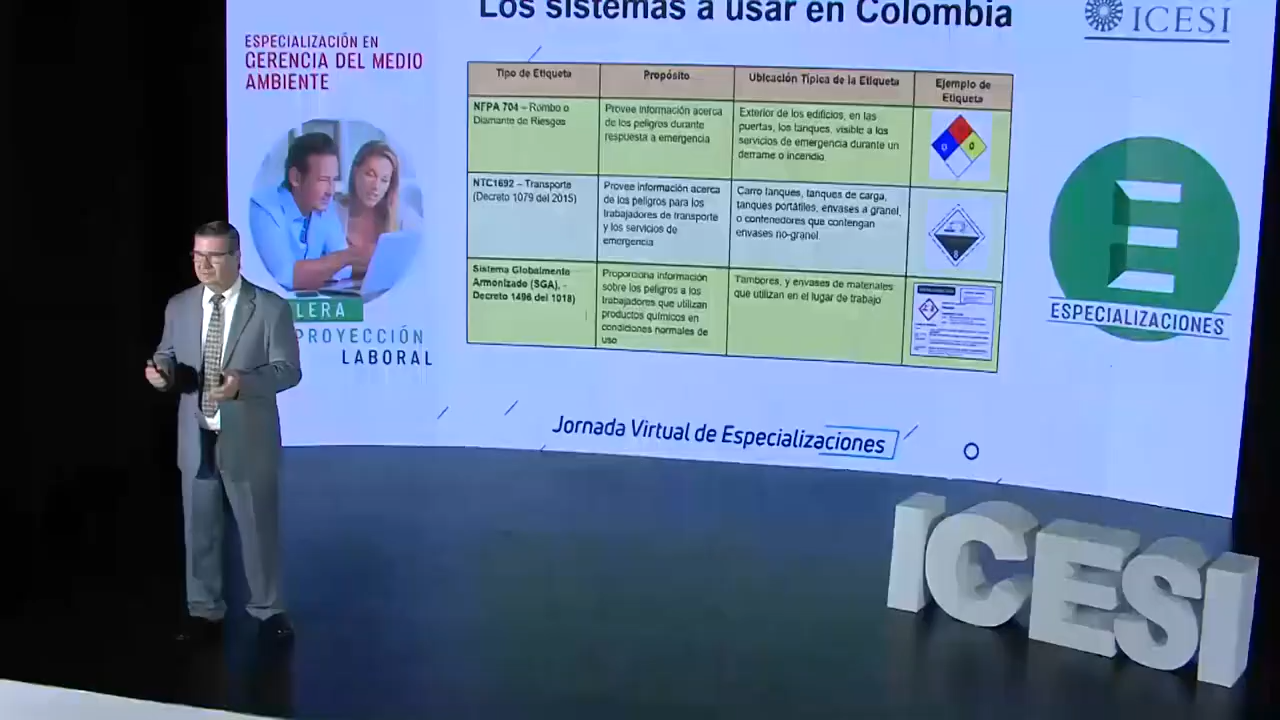 Los sistemas a usar en Colombia
ICESI
ESPECIALIZACIÓN EN
GERENCIA DEL MEDIO
AMBIENTE
LERA
PROYECCIÓN
LABORAL
Tipo de Etiqueta
Propósito
Ubicación Típica de la Etiqueta
Ejemplo de
Etiqueta
NFPA 704 – Rombo o
Diamante de Riesgos
Provee información acerca
de los peligros durante
respuesta a emergencia
Exterior de los edificios, en las
puertas, los tanques, visible a los
servicios de emergencia durante un
derrame o incendio
0
0
NTC1692 – Transporte
(Decreto 1079 del 2015)
Provee información acerca
de los peligros para los
trabajadores de transporte
y los servicios de
emergencia
Carro tanques, tanques de carga,
tanques portátiles, envases a granel,
o contenedores que contengan
envases no-granel
8
Sistema Globalmente
Armonizado (SGA). -
Decreto 1496 del 1018)
Proporciona información
sobre los peligros a los
trabajadores que utilizan
productos químicos en
condiciones normales de
uso
Tambores, y envases de materiales
que utilizan en el lugar de trabajo
E
ESPECIALIZACIONES
Jornada Virtual de Especializaciones
ICESI